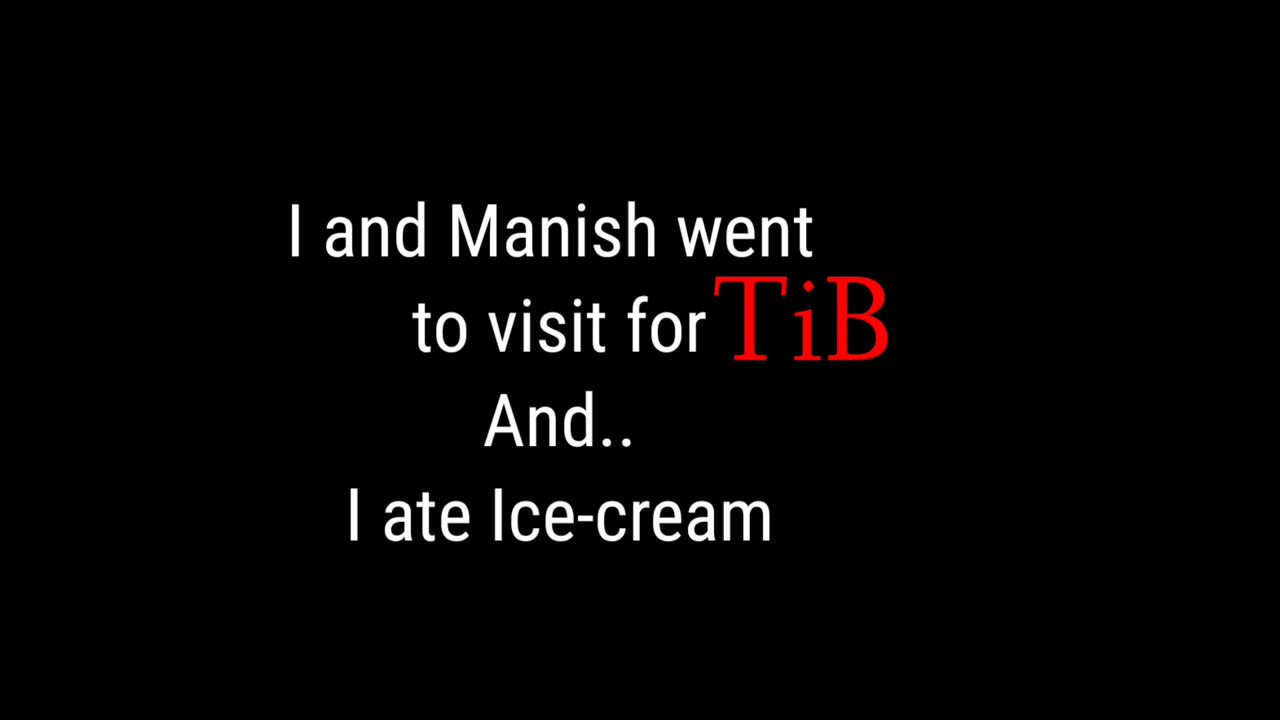 I and Manish went
to visit for TiB
And..
I ate Ice-cream